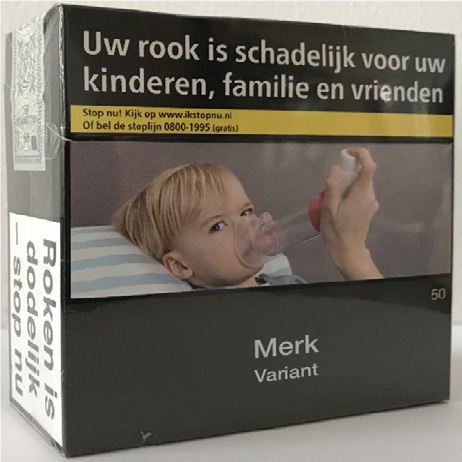 Uw rook is schadelijk voor uw
kinderen, familie en vrienden
Stop nu! Kijk op www.ikstopnu.nl
Of bel de stoplijn 0800-1995 (gratis)
50
Merk
Variant
Roken is
dodelijk
– stop nu